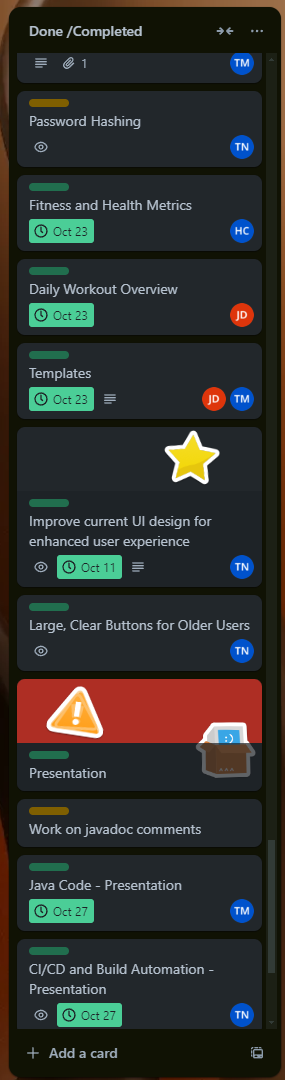 Done /Completed
1
TM
Password Hashing
TN
Fitness and Health Metrics
Oct 23
HC
Daily Workout Overview
Oct 23
JD
Templates
Oct 23
JD TM
Improve current UI design for
enhanced user experience
Oct 11
TN
Large, Clear Buttons for Older Users
TN
!
:)
Presentation
Work on javadoc comments
Java Code - Presentation
Oct 27
TM
CI/CD and Build Automation -
Presentation
Oct 27
TN
Add a card